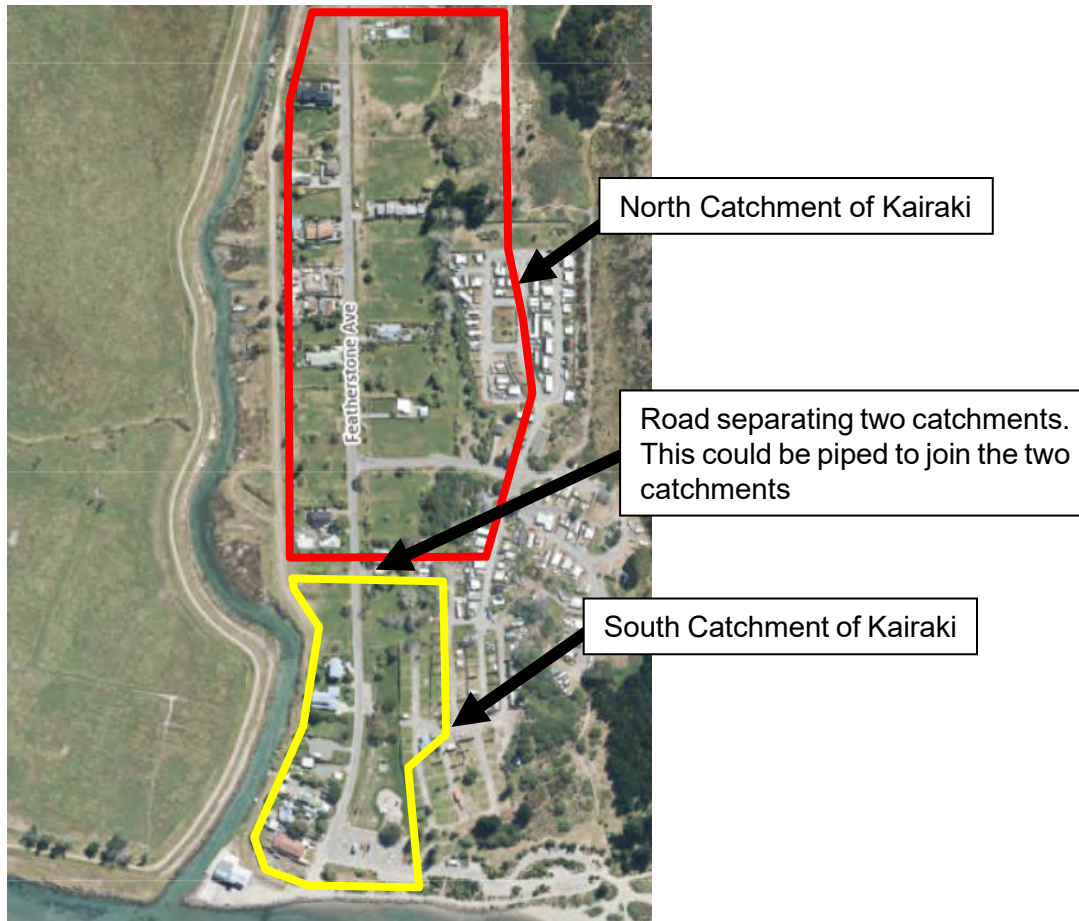 North Catchment of Kairaki
Featherstone Ave
Road separating two catchments.
This could be piped to join the two
catchments
South Catchment of Kairaki